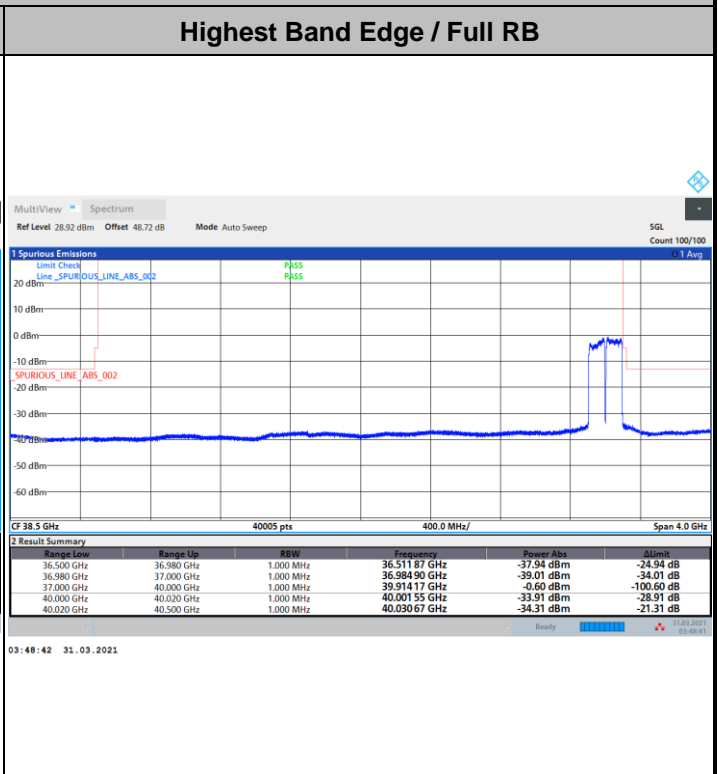 Highest Band Edge / Full RB
MultiView Spectrum
Ref Level 28.92 dBm Offset 48.72 dB Mode Auto Sweep SGL
Count 100/100
1 Spurious Emissions 1 Avg
Limit Check PASS
Line _SPURIOUS_LINE_ABS_002 PASS
20 dBm
10 dBm
0 dBm
-10 dBm
_SPURIOUS_LINE_ABS_002
-20 dBm
-30 dBm
-40 dBm
-50 dBm
-60 dBm
CF 38.5 GHz 40005 pts 400.0 MHz/ Span 4.0 GHz
2 Result Summary
Range Low Range Up RBW Frequency Power Abs ΔLimit
36.500 GHz 36.980 GHz 1.000 MHz 36.511 87 GHz -37.94 dBm -24.94 dB
36.980 GHz 37.000 GHz 1.000 MHz 36.984 90 GHz -39.01 dBm -34.01 dB
37.000 GHz 40.000 GHz 1.000 MHz 39.914 17 GHz -0.60 dBm -100.60 dB
40.000 GHz 40.020 GHz 1.000 MHz 40.001 55 GHz -33.91 dBm -28.91 dB
40.020 GHz 40.500 GHz 1.000 MHz 40.030 67 GHz -34.31 dBm -21.31 dB
Ready 31.03.2021
03:48:41
03:48:42 31.03.2021